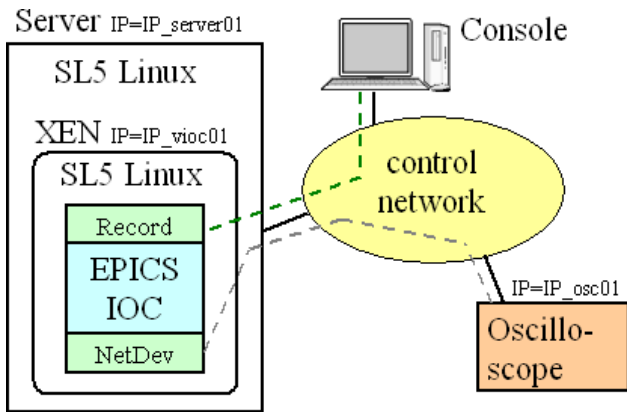 Server IP=IP_server01
SL5 Linux
XEN IP=IP_vioc01
SL5 Linux
Record
EPICS
IOC
NetDev
Console
control
network
IP=IP_osc01
Oscillo-
scope